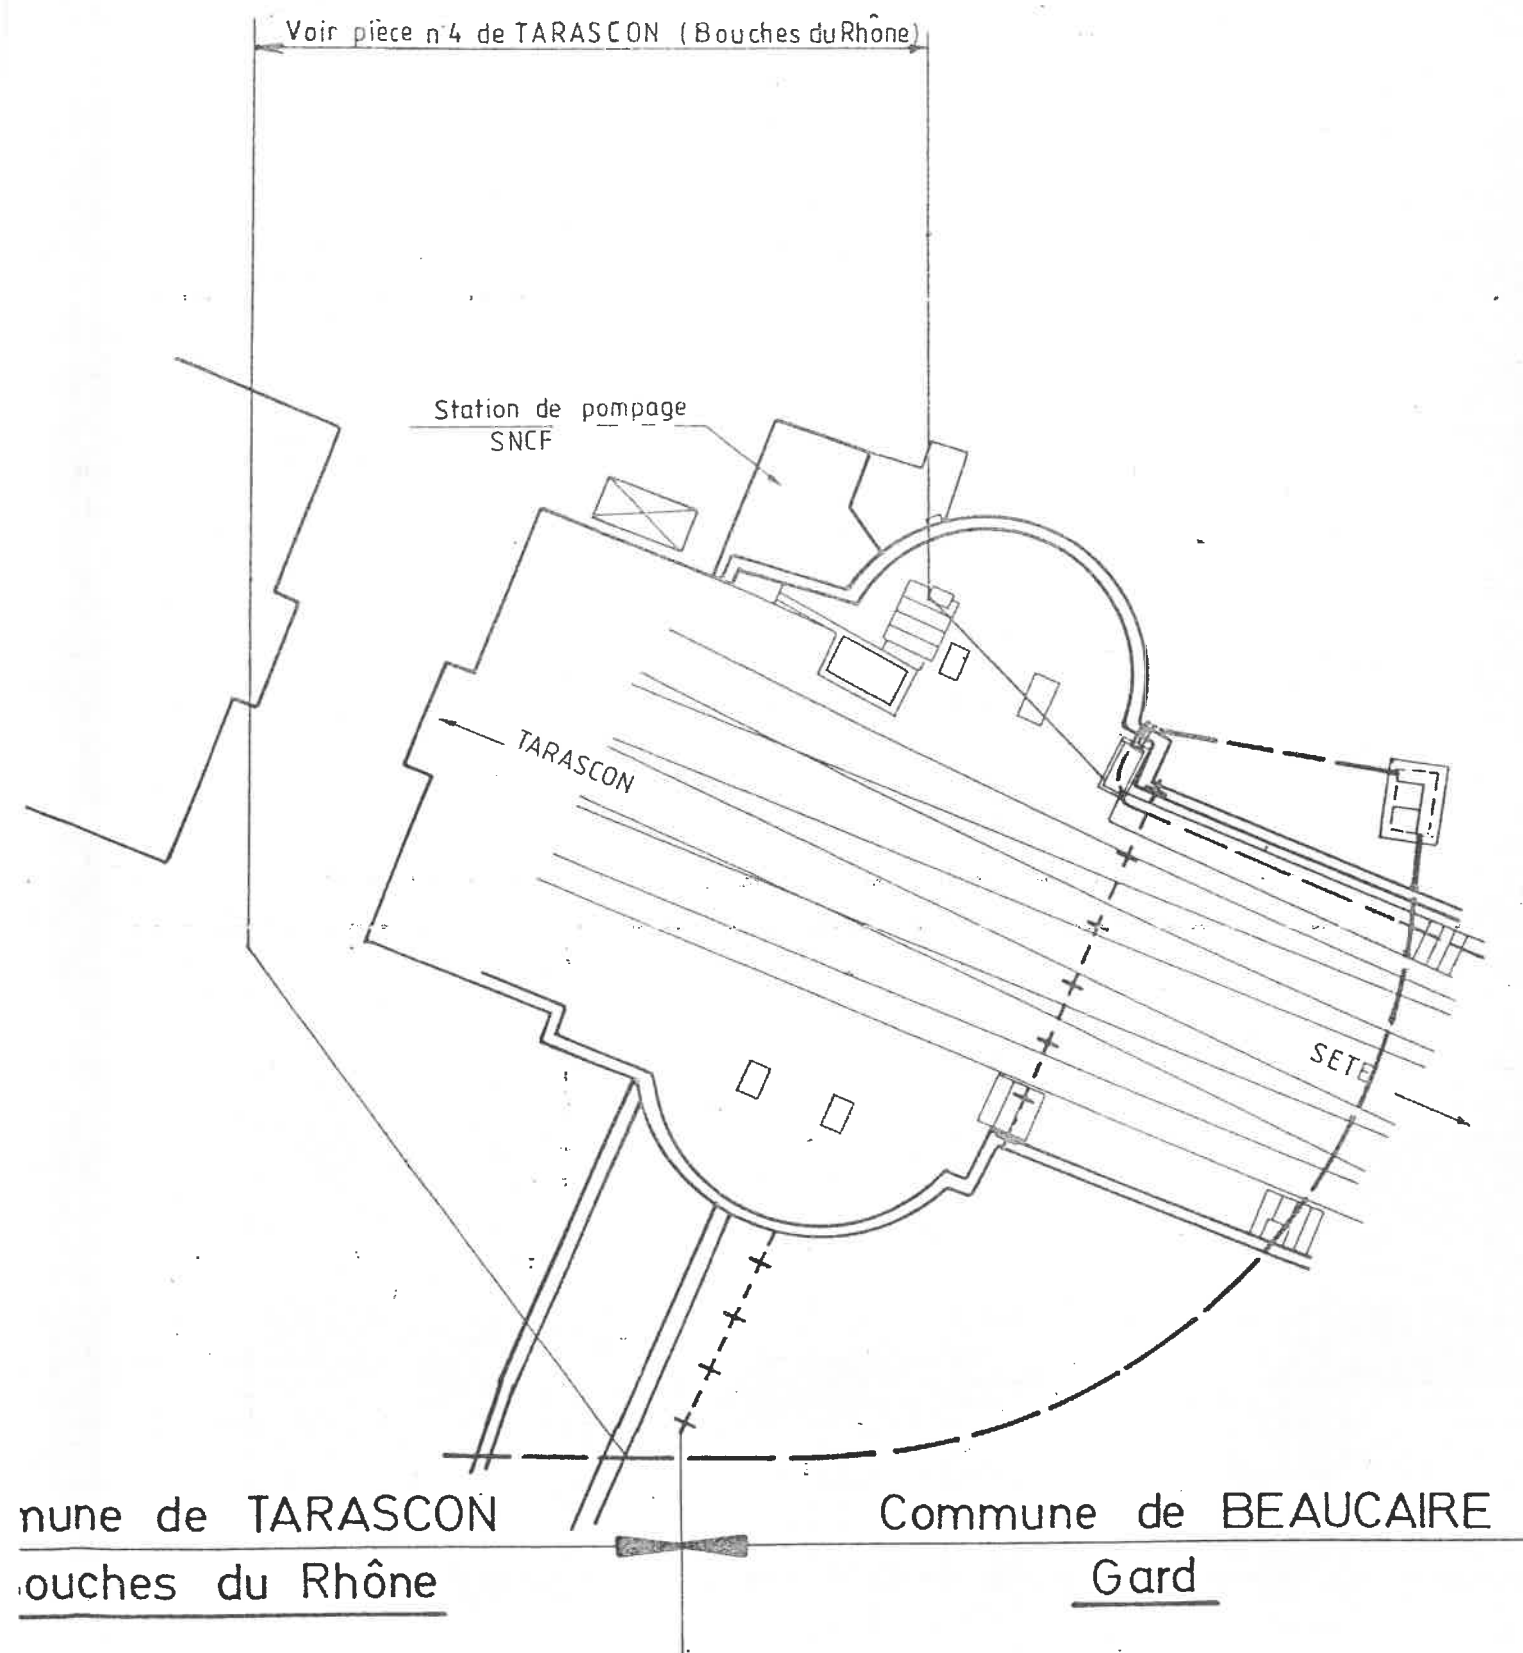 Voir pièce n°4 de TARASCON (Bouches du Rhône)
Station de pompage
SNCF
TARASCON
SETE
nune de TARASCON
ouches du Rhône
Commune de BEAUCAIRE
Gard